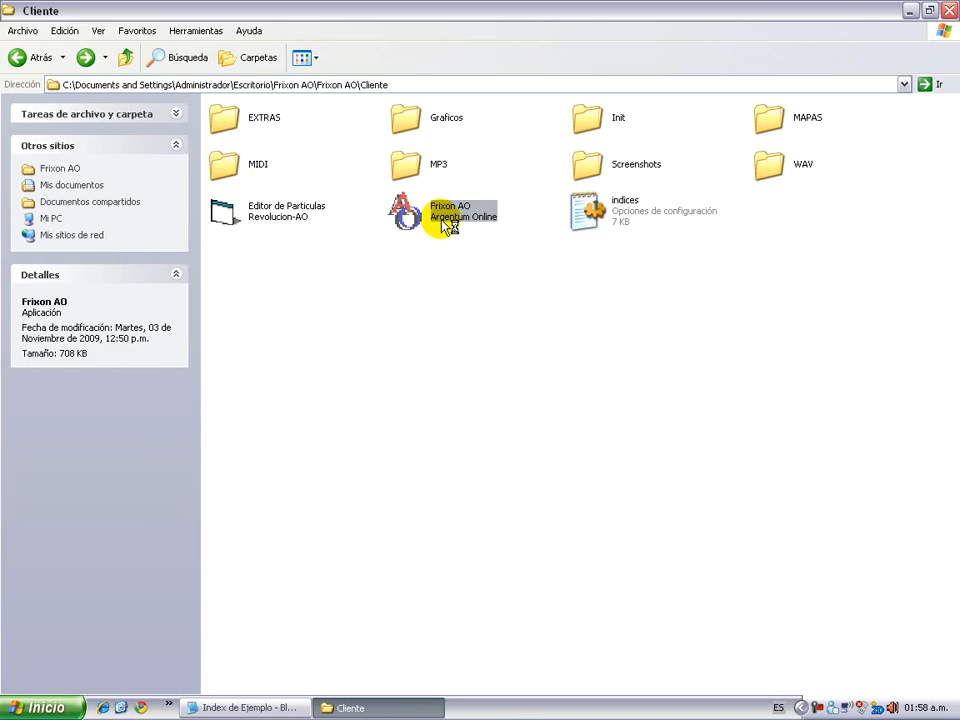 Cliente
Archivo Edición Ver Favoritos Herramientas Ayuda
Atrás Búsqueda Carpetas
Dirección C:\Documents and Settings\Administrador\Escritorio\Frixon AO\Frixon AO\Cliente Ir
Tareas de archivo y carpeta
Otros sitios
Frixon AO
Mis documentos
Documentos compartidos
Mi PC
Mis sitios de red
Detalles
Frixon AO
Aplicación
Fecha de modificación: Martes, 03 de
Noviembre de 2009, 12:50 p.m.
Tamaño: 708 KB
EXTRAS
Graficos
Init
MAPAS
MIDI
MP3
Screenshots
WAV
Editor de Particulas
Revolucion-AO
Frixon AO
Argentum Online
indices
Opciones de configuración
7 KB
Inicio
Index de Ejemplo - Bl...
Cliente
ES
01:58 a.m.